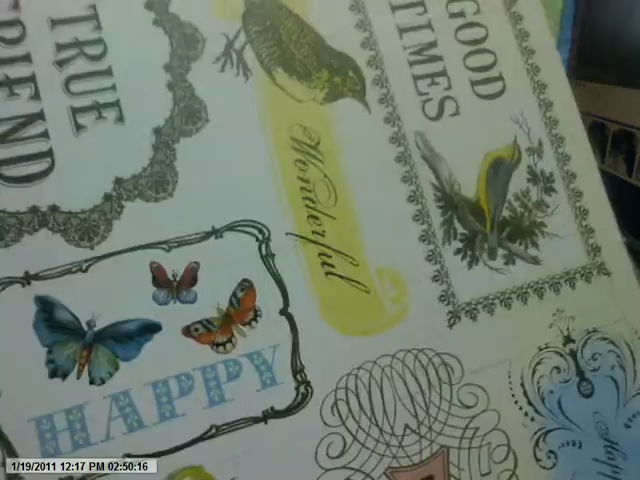 TRUE
FRIEND
GOOD
TIMES
Wonderful
HAPPY
1/19/2011 12:17 PM 02:50:16